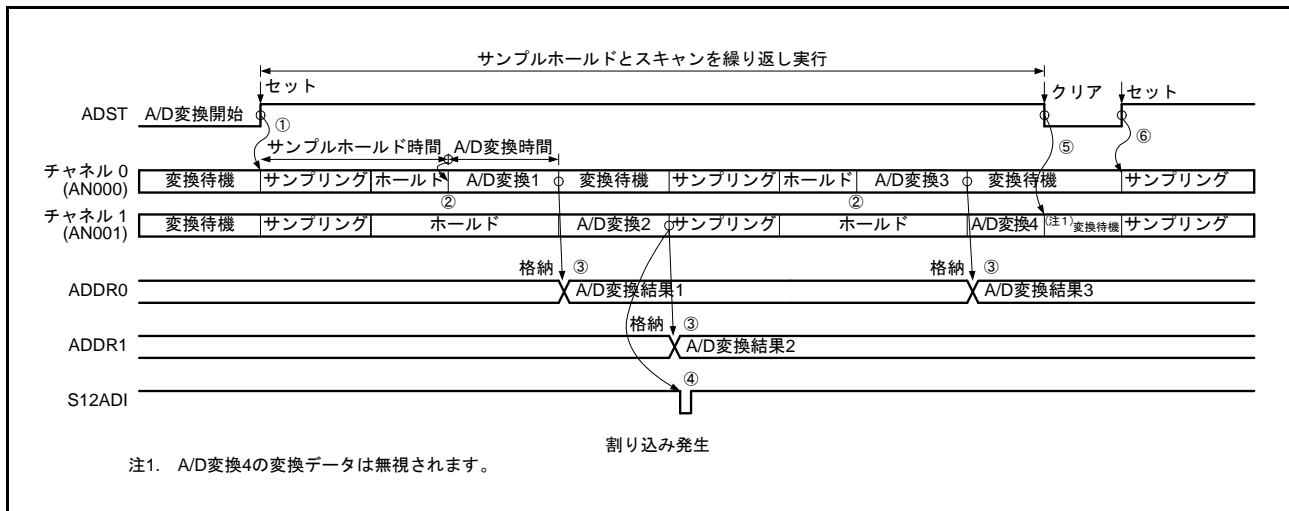 サンプルホールドとスキャンを繰り返し実行
セット
クリア
セット
ADST
A/D変換開始
①
⑤
⑥
サンプルホールド時間
A/D変換時間
チャネル 0
(AN000)
変換待機
サンプリング
ホールド
A/D変換1
変換待機
サンプリング
ホールド
A/D変換3
変換待機
サンプリング
②
②
チャネル 1
(AN001)
変換待機
サンプリング
ホールド
A/D変換2
サンプリング
ホールド
A/D変換4
(注1)
変換待機
サンプリング
格納
③
格納
③
ADDR0
A/D変換結果1
A/D変換結果3
格納
③
ADDR1
A/D変換結果2
④
S12ADI
割り込み発生
注1. A/D変換4の変換データは無視されます。